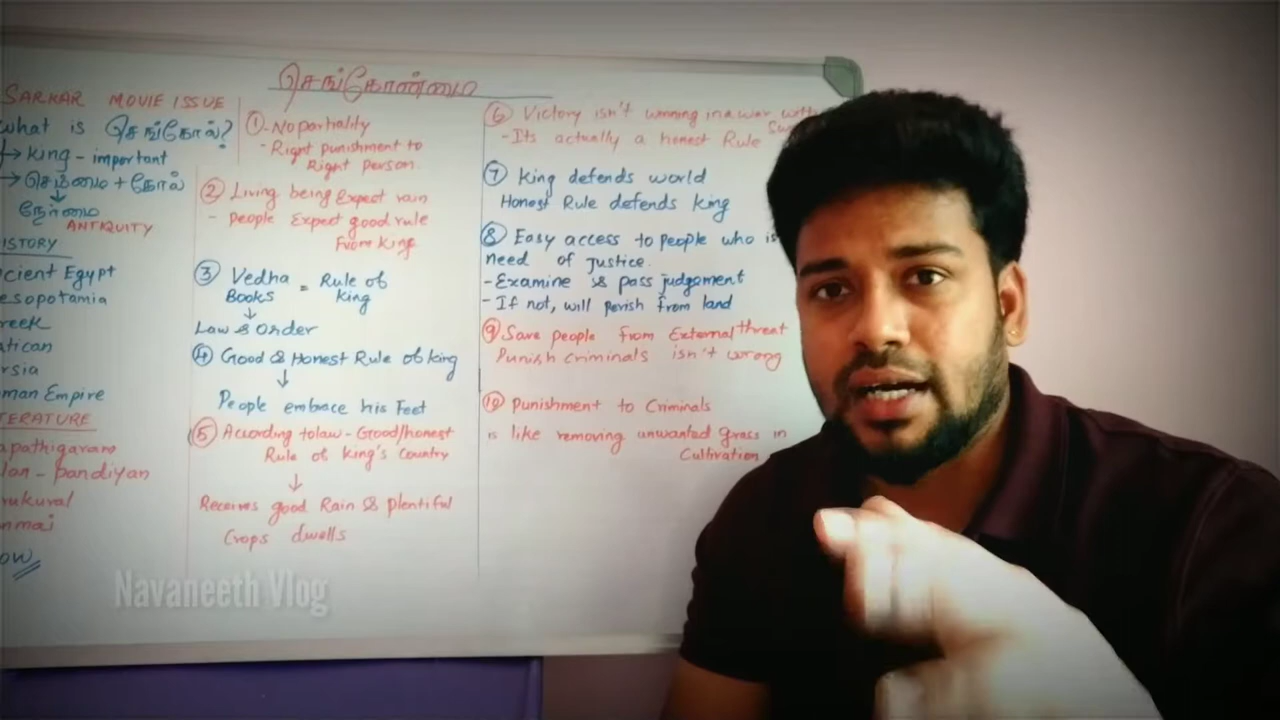 செங்கோண்மை
SARKAR MOVIE ISSUE
what is செங்கோல்?
→ King - important
→ செம்மை + கோல்
நேர்மை
ANTIQUITY
ISTORY
cient Egypt
esopotamia
reek
atican
rsia
man Empire
TERATURE
apathigaram
lan - pandiyan
rukural
nmai
ow
① - No partiality
- Right punishment to
Right person.
② Living being Expect rain
- people Expect good rule
From King
③ Vedha = Rule of
Books king
Law & Order
④ Good & Honest Rule of king
People embrace his Feet
⑤ According to law - Good/honest
Rule of King's Country
Receives good Rain & plentiful
Crops dwells
⑥ Victory isn't winning in a war with
- Its actually a honest Rule
⑦ King defends world
Honest Rule defends king
⑧ Easy access to people who is
need of Justice.
- Examine & pass judgement
- If not, will perish from land
⑨ Save people from External threat
Punish criminals isn't wrong
⑩ Punishment to Criminals
is like removing unwanted grass in
Cultivation
Navaneeth Vlog